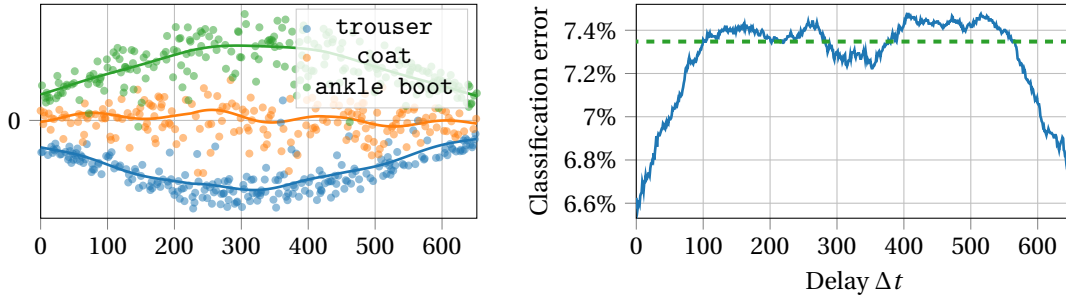 trouser
coat
ankle boot
0
0 100 200 300 400 500 600
Classification error
7.4%
7.2%
7%
6.8%
6.6%
0 100 200 300 400 500 600
Delay Δt